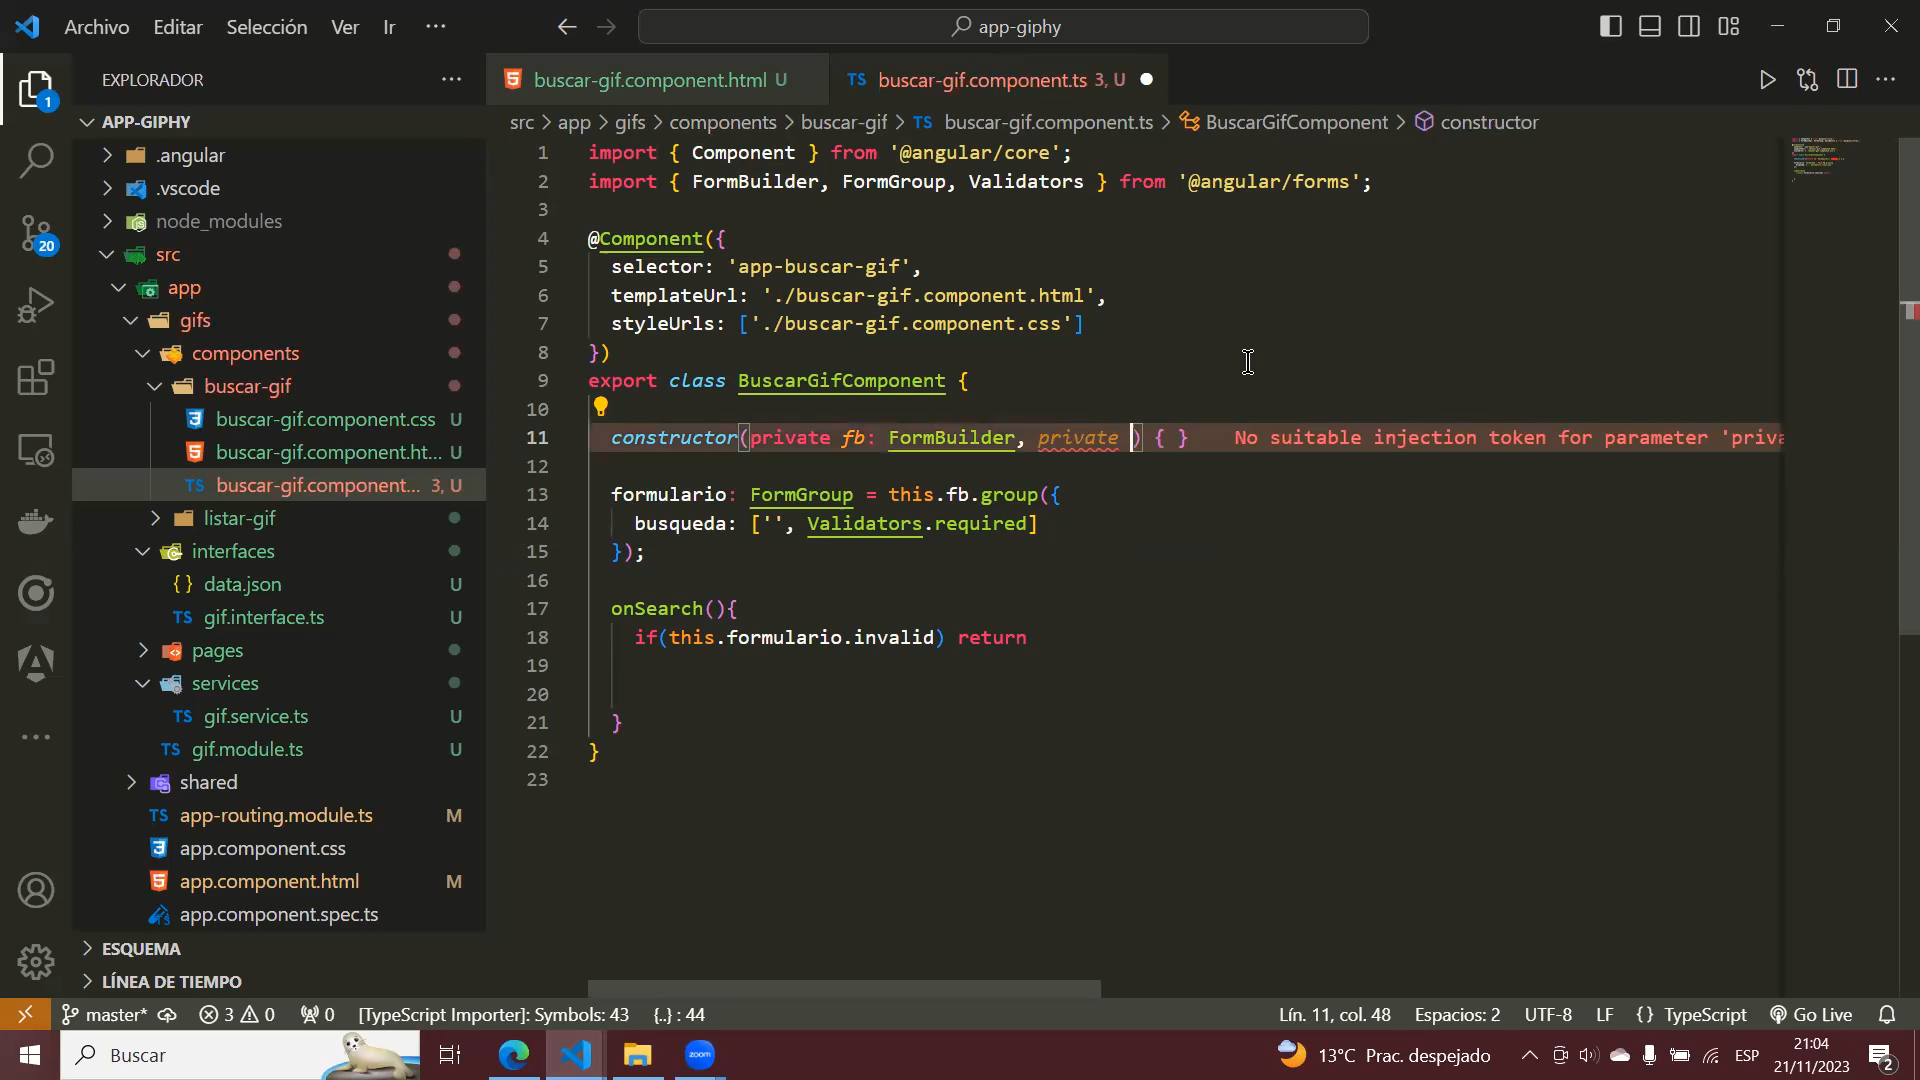 Archivo Editar Selección Ver Ir ··· app-giphy
EXPLORADOR ···
APP-GIPHY
.angular
.vscode
node_modules
src
app
gifs
components
buscar-gif
buscar-gif.component.css U
buscar-gif.component.ht... U
buscar-gif.component... 3, U
listar-gif
interfaces
data.json U
gif.interface.ts U
pages
services
gif.service.ts U
gif.module.ts U
shared
app-routing.module.ts M
app.component.css
app.component.html M
app.component.spec.ts
ESQUEMA
LÍNEA DE TIEMPO
1
20
buscar-gif.component.html U
TS buscar-gif.component.ts 3, U
src > app > gifs > components > buscar-gif > TS buscar-gif.component.ts > BuscarGifComponent > constructor
1 import { Component } from '@angular/core';
2 import { FormBuilder, FormGroup, Validators } from '@angular/forms';
3
4 @Component({
5 selector: 'app-buscar-gif',
6 templateUrl: './buscar-gif.component.html',
7 styleUrls: ['./buscar-gif.component.css']
8 })
9 export class BuscarGifComponent {
10
11 constructor(private fb: FormBuilder, private ) { } No suitable injection token for parameter 'priva
12
13 formulario: FormGroup = this.fb.group({
14 busqueda: ['', Validators.required]
15 });
16
17 onSearch(){
18 if(this.formulario.invalid) return
19
20
21 }
22 }
23
master* 3 0 0 [TypeScript Importer]: Symbols: 43 {..} : 44 Lín. 11, col. 48 Espacios: 2 UTF-8 LF {} TypeScript Go Live
Buscar zoom 13°C Prac. despejado ESP 21:04
21/11/2023 2